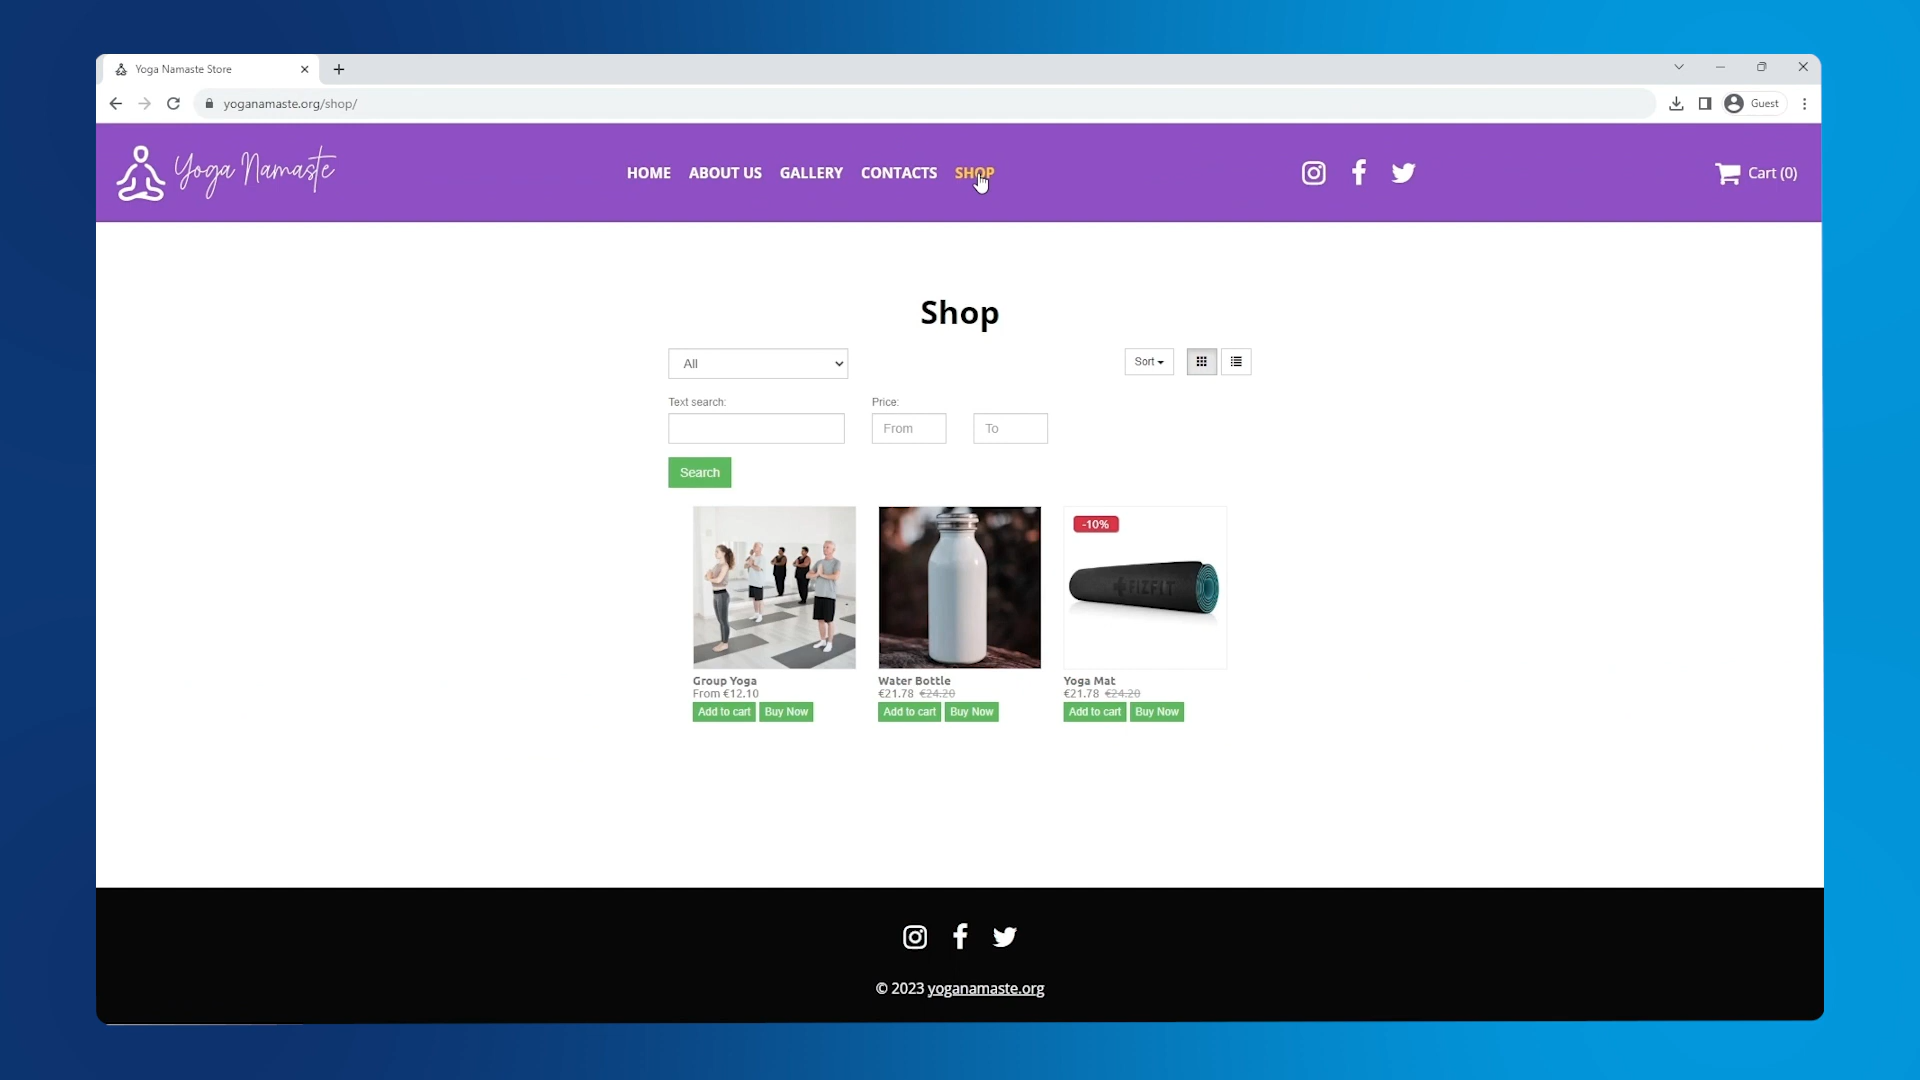 Yoga Namaste Store
yoganamaste.org/shop/
Guest
Yoga Namaste
HOME ABOUT US GALLERY CONTACTS SHOP
Cart (0)
Shop
All
Sort
Text search:
Price:
From
To
Search
-10%
FIZFIT
Group Yoga
From €12.10
Add to cart Buy Now
Water Bottle
€21.78 €24.20
Add to cart Buy Now
Yoga Mat
€21.78 €24.20
Add to cart Buy Now
© 2023 yoganamaste.org